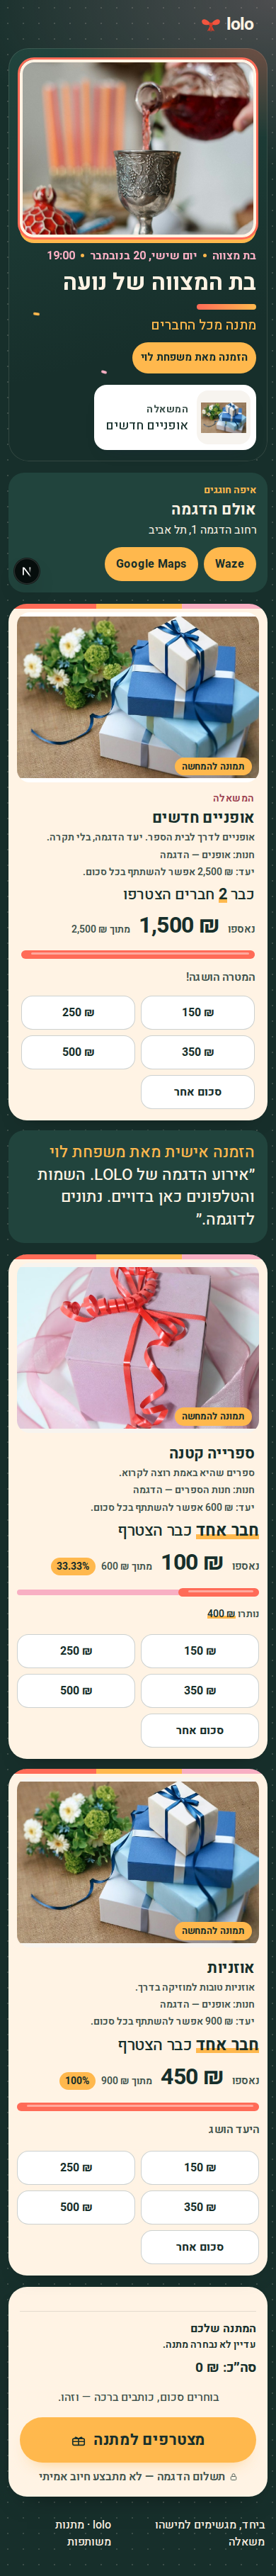 lolo
בת מצווה • יום שישי, 20 בנובמבר • 19:00
בת המצווה של נועה
מתנה מכל החברים
הזמנה מאת משפחת לוי
המשאלה
אופניים חדשים
איפה חוגגים
אולם הדגמה
רחוב הדגמה 1, תל אביב
Waze
Google Maps
N
תמונה להמחשה
המשאלה
אופניים חדשים
אופניים לדרך לבית הספר. יעד הדגמה, בלי תקרה.
חנות: אופנים — הדגמה
יעד: ₪ 2,500 אפשר להשתתף בכל סכום.
כבר 2 חברים הצטרפו
נאספו ₪ 1,500 מתוך ₪ 2,500
המטרה הושגה!
₪ 150
₪ 250
₪ 350
₪ 500
סכום אחר
הזמנה אישית מאת משפחת לוי
״אירוע הדגמה של LOLO. השמות
והטלפונים כאן בדויים. נתונים
לדוגמה.״
תמונה להמחשה
ספרייה קטנה
ספרים שהיא באמת רוצה לקרוא.
חנות: חנות הספרים — הדגמה
יעד: ₪ 600 אפשר להשתתף בכל סכום.
חבר אחד כבר הצטרף
נאספו ₪ 100 מתוך ₪ 600 33.33%
נותרו ₪ 400
₪ 150
₪ 250
₪ 350
₪ 500
סכום אחר
תמונה להמחשה
אוזניות
אוזניות טובות למוזיקה בדרך.
חנות: אופנים — הדגמה
יעד: ₪ 900 אפשר להשתתף בכל סכום.
חבר אחד כבר הצטרף
נאספו ₪ 450 מתוך ₪ 900 100%
היעד הושג
₪ 150
₪ 250
₪ 350
₪ 500
סכום אחר
המתנה שלכם
עדיין לא נבחרה מתנה.
סה״כ: ₪ 0
בוחרים סכום, כותבים ברכה — וזהו.
מצטרפים למתנה
תשלום הדגמה — לא מתבצע חיוב אמיתי
ביחד, מגשימים למישהו
משאלה
lolo · מתנות
משותפות